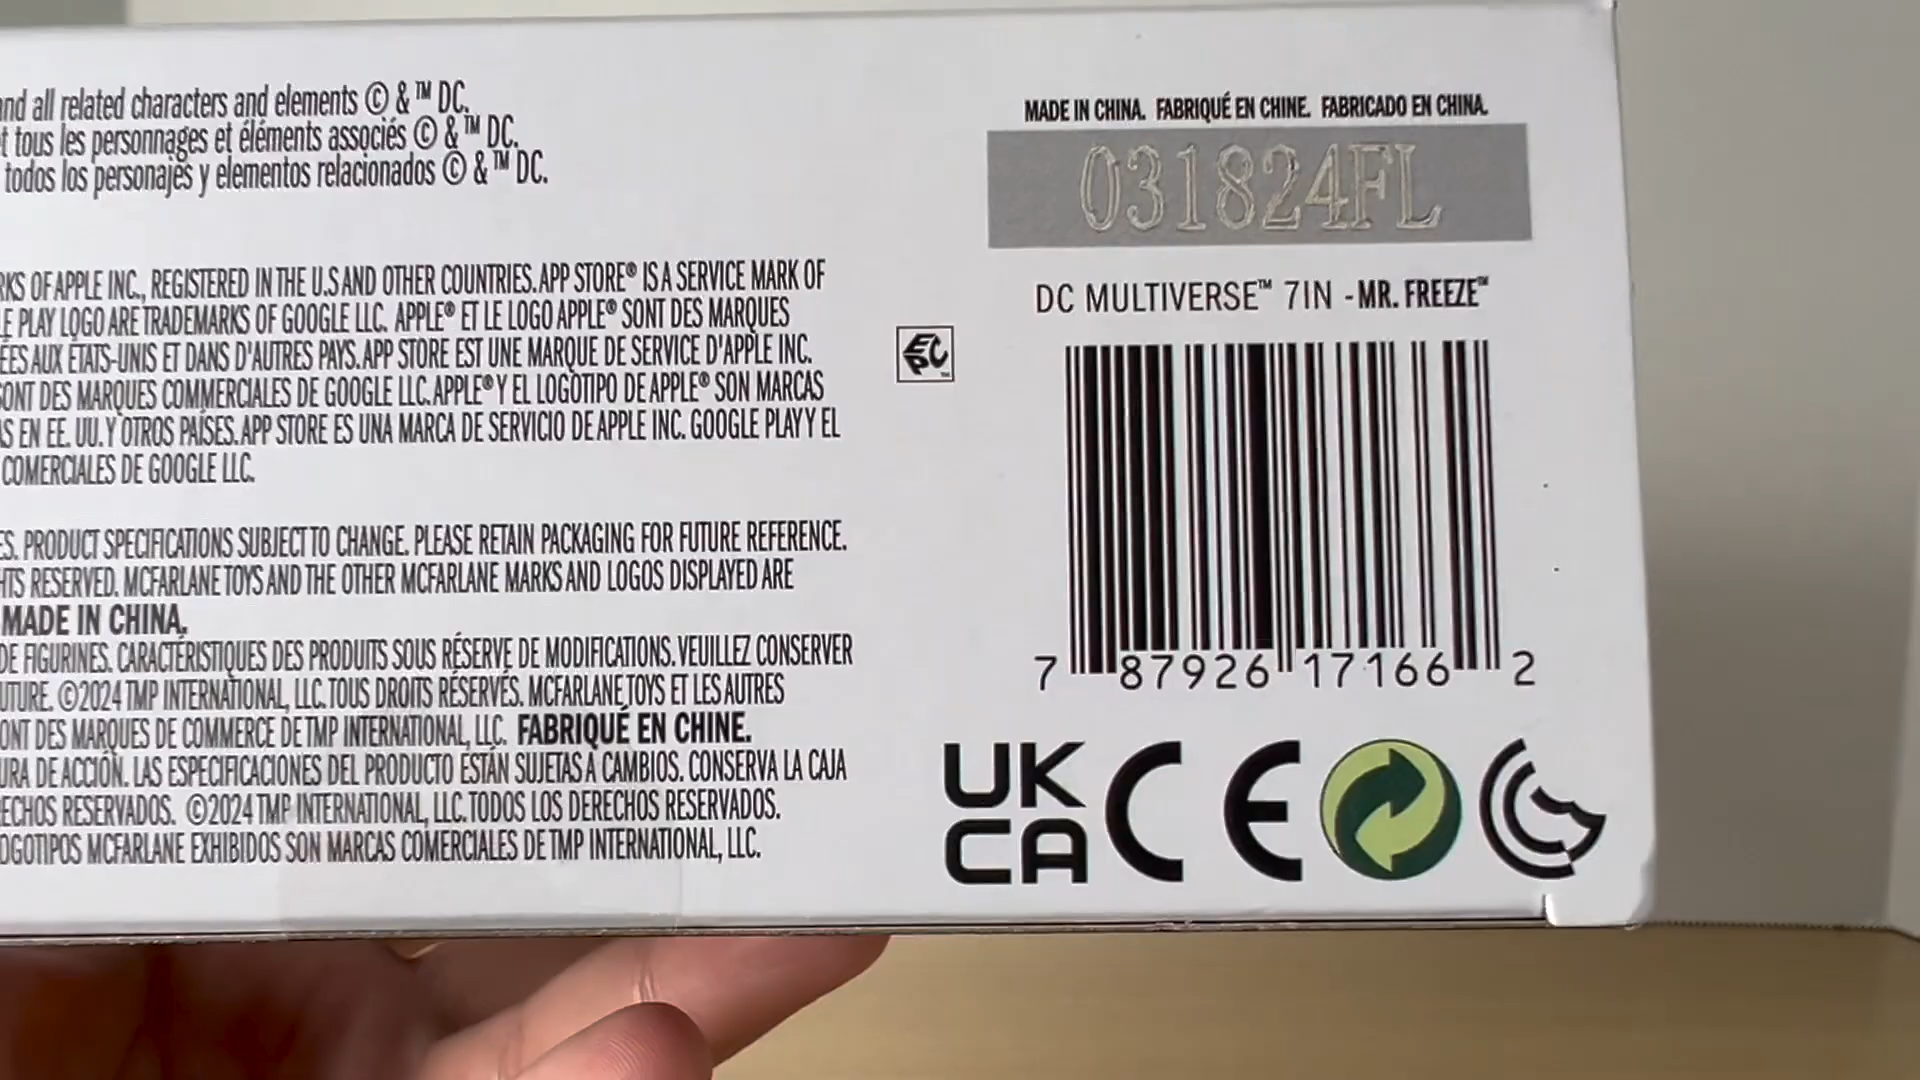 and all related characters and elements © & ™ DC.
t tous les personnages et éléments associés © & ™ DC.
todos los personajes y elementos relacionados © & ™ DC.
RKS OF APPLE INC., REGISTERED IN THE U.S AND OTHER COUNTRIES. APP STORE® IS A SERVICE MARK OF
LE PLAY LOGO ARE TRADEMARKS OF GOOGLE LLC. APPLE® ET LE LOGO APPLE® SONT DES MARQUES
ÉES AUX ÉTATS-UNIS ET DANS D'AUTRES PAYS. APP STORE EST UNE MARQUE DE SERVICE D'APPLE INC.
SONT DES MARQUES COMMERCIALES DE GOOGLE LLC. APPLE® Y EL LOGOTIPO DE APPLE® SON MARCAS
S EN EE. UU. Y OTROS PAÍSES. APP STORE ES UNA MARCA DE SERVICIO DE APPLE INC. GOOGLE PLAY Y EL
COMERCIALES DE GOOGLE LLC.
ES. PRODUCT SPECIFICATIONS SUBJECT TO CHANGE. PLEASE RETAIN PACKAGING FOR FUTURE REFERENCE.
HTS RESERVED. MCFARLANE TOYS AND THE OTHER MCFARLANE MARKS AND LOGOS DISPLAYED ARE
MADE IN CHINA.
DE FIGURINES. CARACTÉRISTIQUES DES PRODUITS SOUS RÉSERVE DE MODIFICATIONS. VEUILLEZ CONSERVER
UTURE. ©2024 TMP INTERNATIONAL, LLC. TOUS DROITS RÉSERVÉS. MCFARLANE TOYS ET LES AUTRES
ONT DES MARQUES DE COMMERCE DE TMP INTERNATIONAL, LLC. FABRIQUÉ EN CHINE.
URA DE ACCIÓN. LAS ESPECIFICACIONES DEL PRODUCTO ESTÁN SUJETAS A CAMBIOS. CONSERVA LA CAJA
ECHOS RESERVADOS. ©2024 TMP INTERNATIONAL, LLC. TODOS LOS DERECHOS RESERVADOS.
OGOTIPOS MCFARLANE EXHIBIDOS SON MARCAS COMERCIALES DE TMP INTERNATIONAL, LLC.
EPC™
MADE IN CHINA. FABRIQUÉ EN CHINE. FABRICADO EN CHINA.
031824FL
DC MULTIVERSE™ 7IN - MR. FREEZE™
7 87926 17166 2
UK
CA
CE